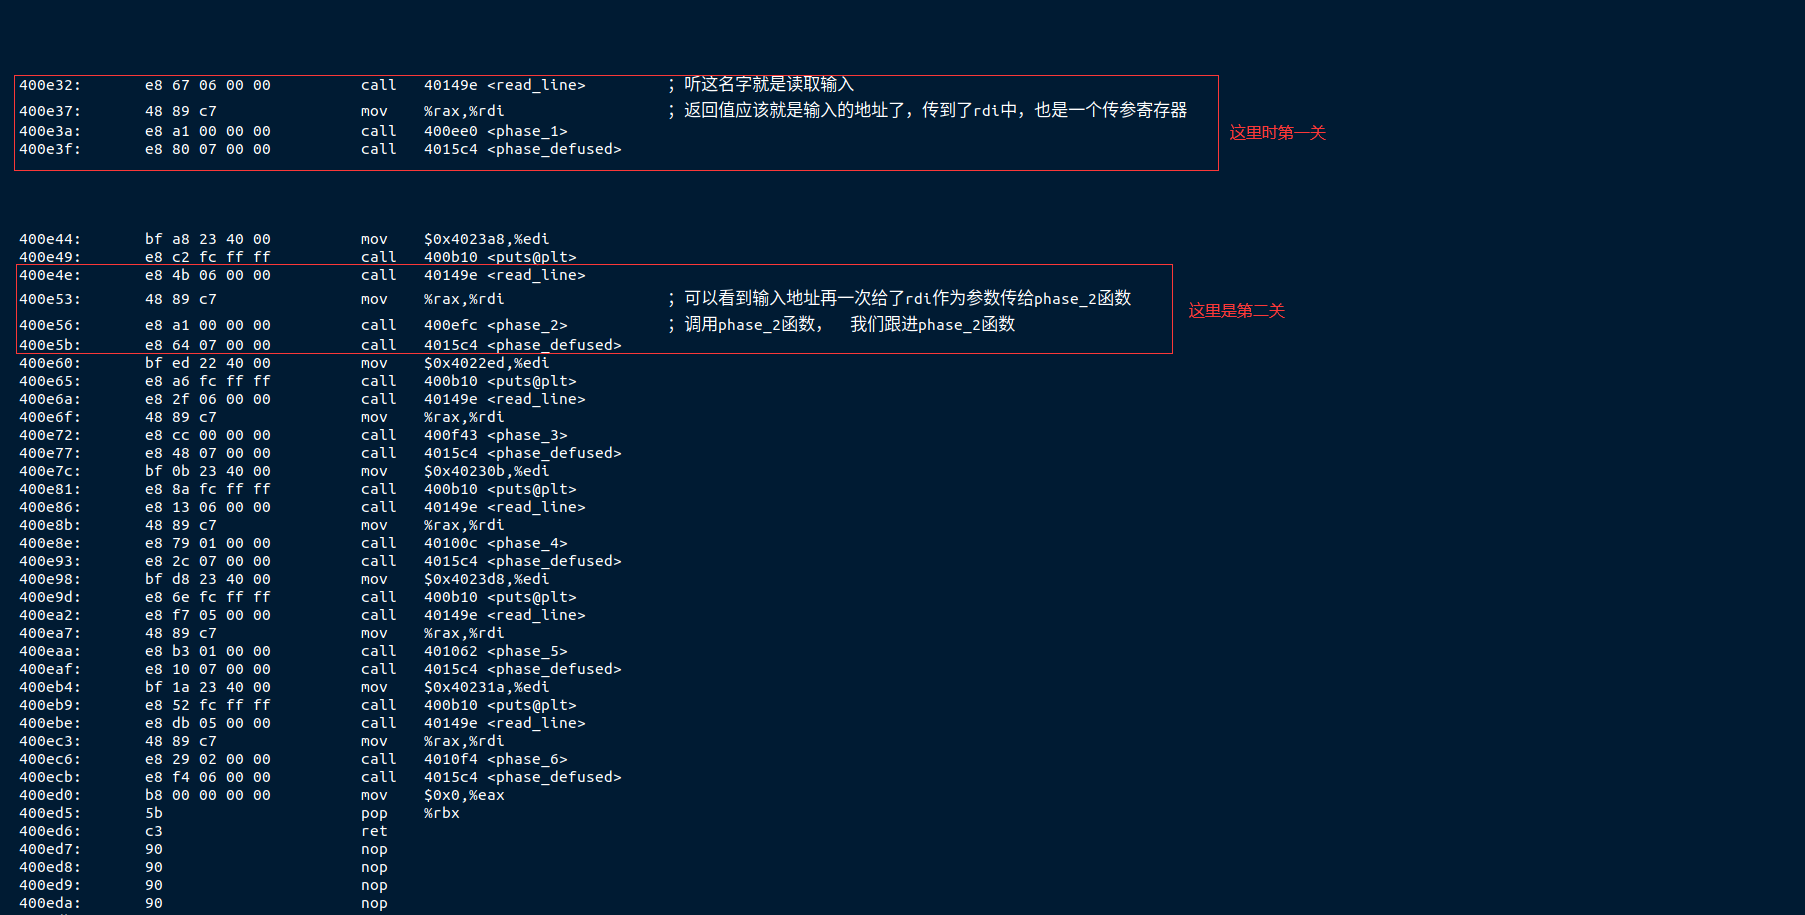 400e32: e8 67 06 00 00 call 40149e <read_line> ; 听这名字就是读取输入
400e37: 48 89 c7 mov %rax,%rdi ; 返回值应该就是输入的地址了，传到了rdi中，也是一个传参寄存器
400e3a: e8 a1 00 00 00 call 400ee0 <phase_1>
这里时第一关
400e3f: e8 80 07 00 00 call 4015c4 <phase_defused>
400e44: bf a8 23 40 00 mov $0x4023a8,%edi
400e49: e8 c2 fc ff ff call 400b10 <puts@plt>
400e4e: e8 4b 06 00 00 call 40149e <read_line>
400e53: 48 89 c7 mov %rax,%rdi ; 可以看到输入地址再一次给了rdi作为参数传给phase_2函数
这里是第二关
400e56: e8 a1 00 00 00 call 400efc <phase_2> ; 调用phase_2函数， 我们跟进phase_2函数
400e5b: e8 64 07 00 00 call 4015c4 <phase_defused>
400e60: bf ed 22 40 00 mov $0x4022ed,%edi
400e65: e8 a6 fc ff ff call 400b10 <puts@plt>
400e6a: e8 2f 06 00 00 call 40149e <read_line>
400e6f: 48 89 c7 mov %rax,%rdi
400e72: e8 cc 00 00 00 call 400f43 <phase_3>
400e77: e8 48 07 00 00 call 4015c4 <phase_defused>
400e7c: bf 0b 23 40 00 mov $0x40230b,%edi
400e81: e8 8a fc ff ff call 400b10 <puts@plt>
400e86: e8 13 06 00 00 call 40149e <read_line>
400e8b: 48 89 c7 mov %rax,%rdi
400e8e: e8 79 01 00 00 call 40100c <phase_4>
400e93: e8 2c 07 00 00 call 4015c4 <phase_defused>
400e98: bf d8 23 40 00 mov $0x4023d8,%edi
400e9d: e8 6e fc ff ff call 400b10 <puts@plt>
400ea2: e8 f7 05 00 00 call 40149e <read_line>
400ea7: 48 89 c7 mov %rax,%rdi
400eaa: e8 b3 01 00 00 call 401062 <phase_5>
400eaf: e8 10 07 00 00 call 4015c4 <phase_defused>
400eb4: bf 1a 23 40 00 mov $0x40231a,%edi
400eb9: e8 52 fc ff ff call 400b10 <puts@plt>
400ebe: e8 db 05 00 00 call 40149e <read_line>
400ec3: 48 89 c7 mov %rax,%rdi
400ec6: e8 29 02 00 00 call 4010f4 <phase_6>
400ecb: e8 f4 06 00 00 call 4015c4 <phase_defused>
400ed0: b8 00 00 00 00 mov $0x0,%eax
400ed5: 5b pop %rbx
400ed6: c3 ret
400ed7: 90 nop
400ed8: 90 nop
400ed9: 90 nop
400eda: 90 nop